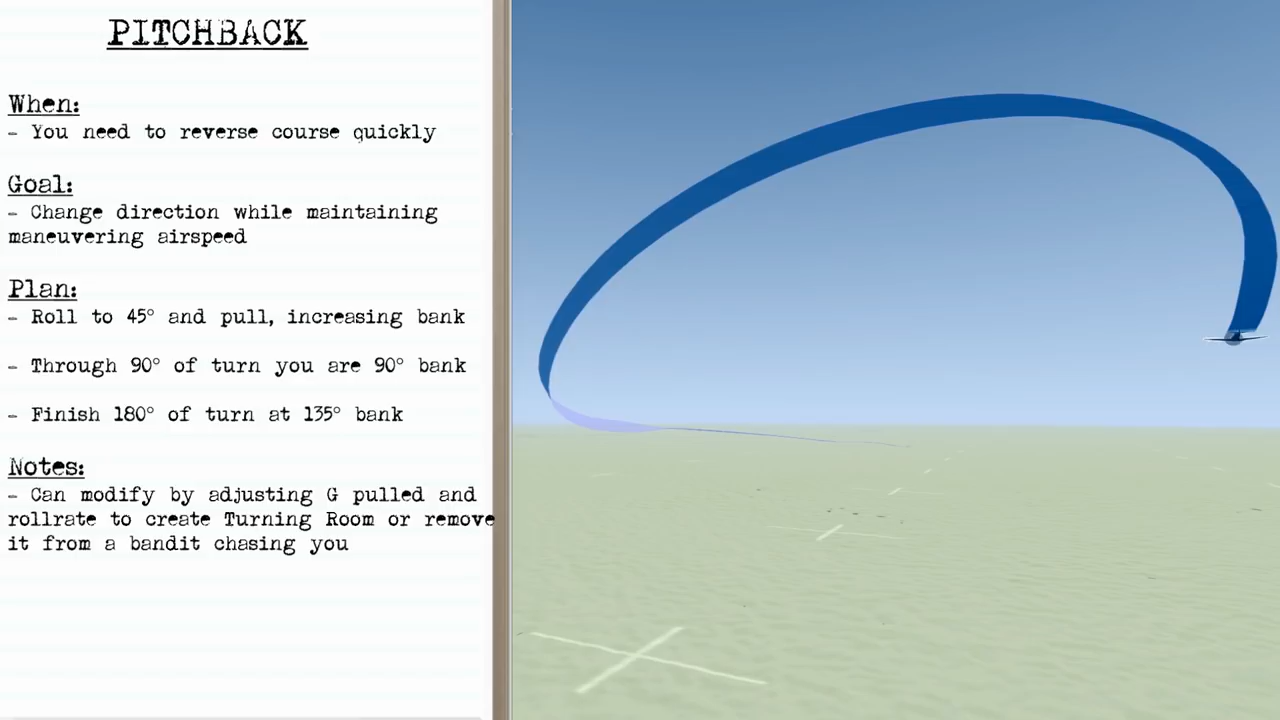 PITCHBACK
When:
- You need to reverse course quickly
Goal:
- Change direction while maintaining
maneuvering airspeed
Plan:
- Roll to 45° and pull, increasing bank
- Through 90° of turn you are 90° bank
- Finish 180° of turn at 135° bank
Notes:
- Can modify by adjusting G pulled and
rollrate to create Turning Room or remove
it from a bandit chasing you